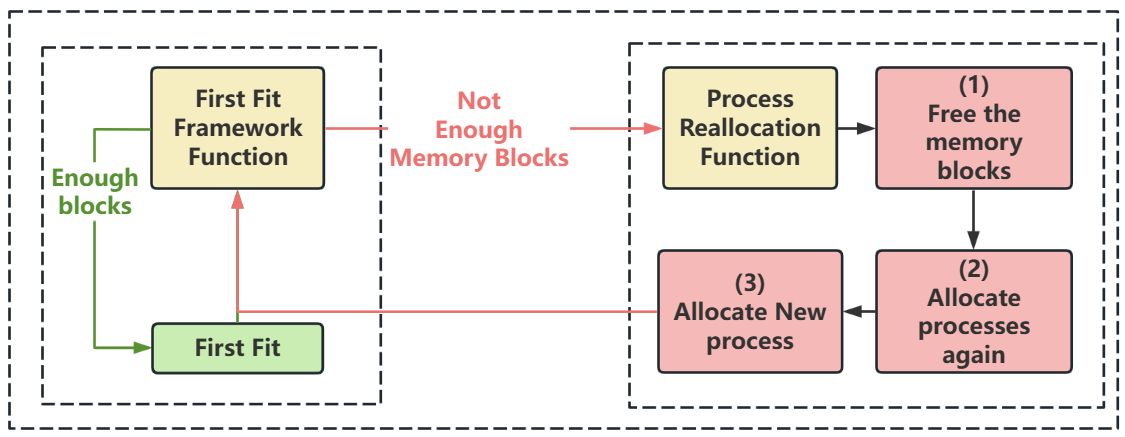 First Fit
Framework
Function
Not
Enough
Memory Blocks
Process
Reallocation
Function
(1)
Free the
memory
blocks
Enough
blocks
(3)
Allocate New
process
(2)
Allocate
processes
again
First Fit